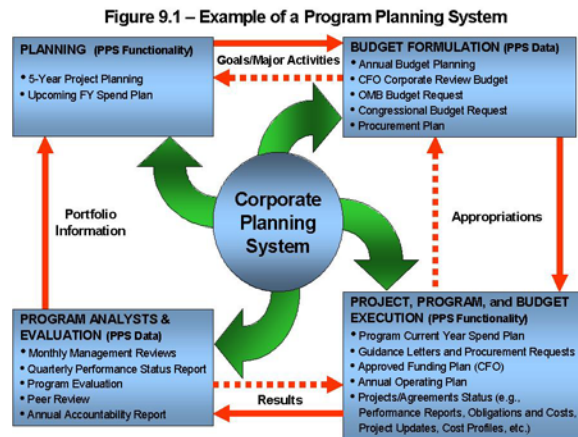 Figure 9.1 – Example of a Program Planning System
PLANNING (PPS Functionality)
• 5-Year Project Planning
• Upcoming FY Spend Plan
Goals/Major Activities
BUDGET FORMULATION (PPS Data)
• Annual Budget Planning
• CFO Corporate Review Budget
• OMB Budget Request
• Congressional Budget Request
• Procurement Plan
Corporate
Planning
System
Portfolio
Information
Appropriations
PROGRAM ANALYSTS &
EVALUATION (PPS Data)
• Monthly Management Reviews
• Quarterly Performance Status Report
• Program Evaluation
• Peer Review
• Annual Accountability Report
Results
PROJECT, PROGRAM, and BUDGET
EXECUTION (PPS Functionality)
• Program Current Year Spend Plan
• Guidance Letters and Procurement Requests
• Approved Funding Plan (CFO)
• Annual Operating Plan
• Projects/Agreements Status (e.g.,
Performance Reports, Obligations and Costs,
Project Updates, Cost Profiles, etc.)